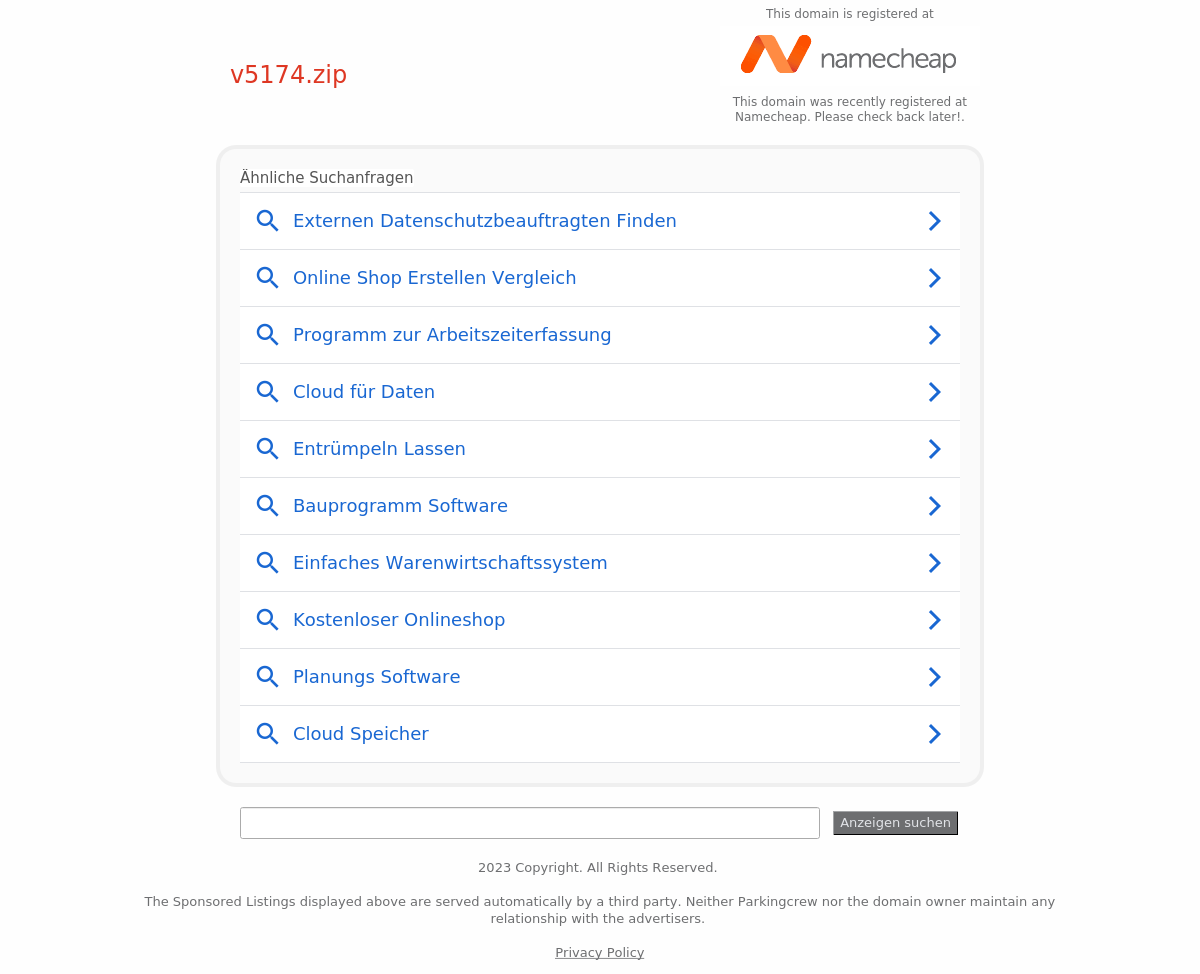 This domain is registered at
namecheap
v5174.zip
This domain was recently registered at
Namecheap. Please check back later!.
Ähnliche Suchanfragen
Externen Datenschutzbeauftragten Finden
Online Shop Erstellen Vergleich
Programm zur Arbeitszeiterfassung
Cloud für Daten
Entrümpeln Lassen
Bauprogramm Software
Einfaches Warenwirtschaftssystem
Kostenloser Onlineshop
Planungs Software
Cloud Speicher
Anzeigen suchen
2023 Copyright. All Rights Reserved.
The Sponsored Listings displayed above are served automatically by a third party. Neither Parkingcrew nor the domain owner maintain any
relationship with the advertisers.
Privacy Policy